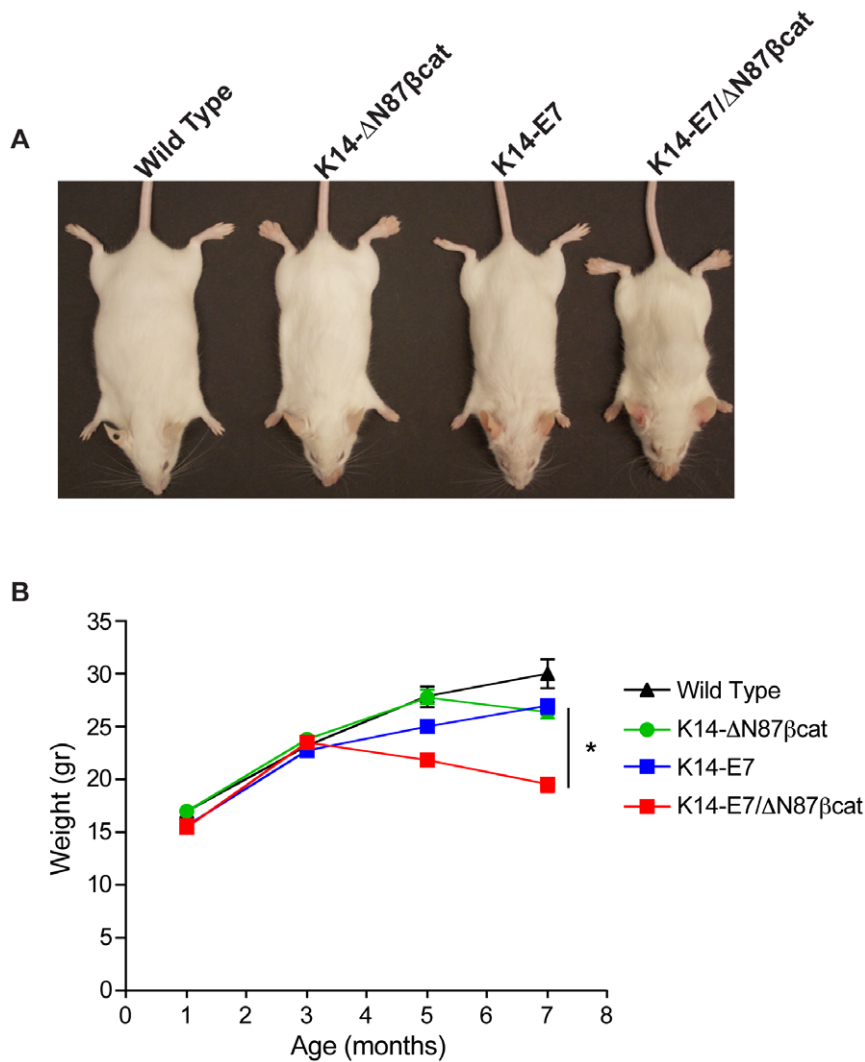 A
Wild Type
K14-ΔN87βcat
K14-E7
K14-E7/ΔN87βcat
B
Weight (gr)
35
30
25
20
15
10
5
0
0 1 2 3 4 5 6 7 8
Age (months)
*
Wild Type
K14-ΔN87βcat
K14-E7
K14-E7/ΔN87βcat